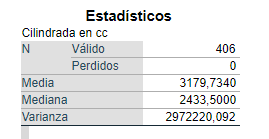 Estadísticos
Cilindrada en cc
N Válido 406
Perdidos 0
Media 3179,7340
Mediana 2433,5000
Varianza 2972220,092